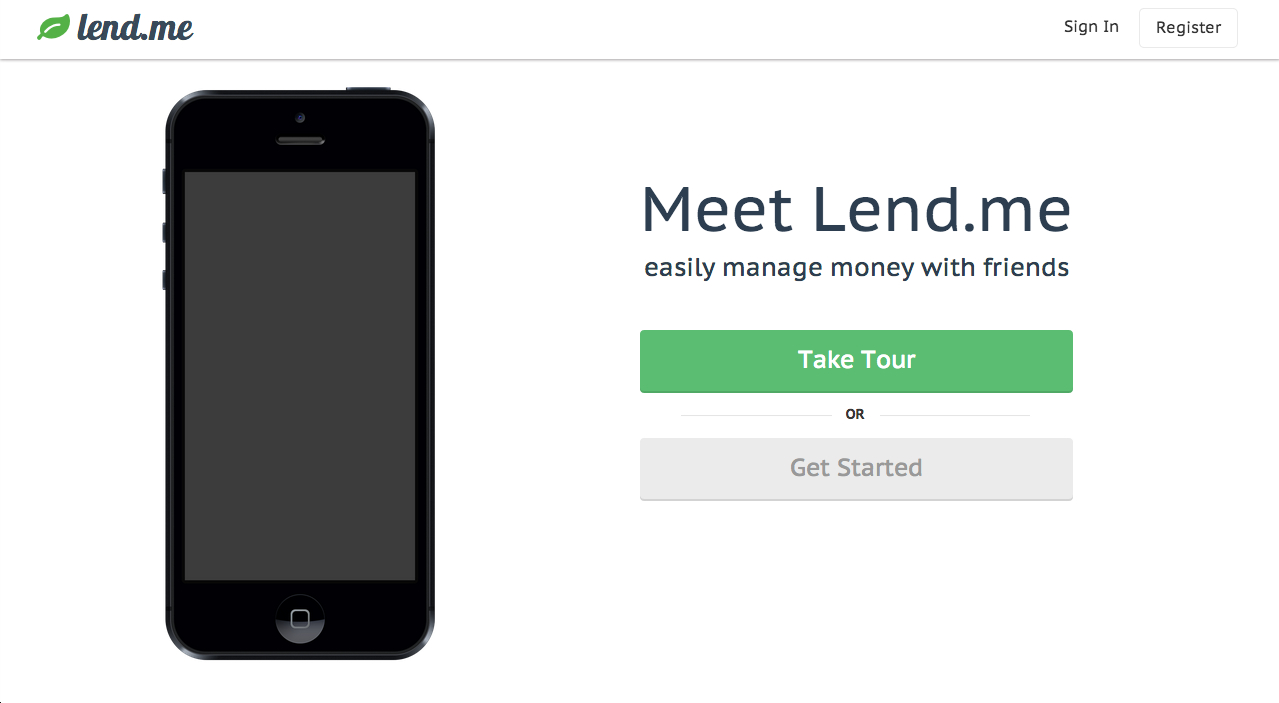 lend.me
Sign In
Register
Meet Lend.me
easily manage money with friends
Take Tour
OR
Get Started